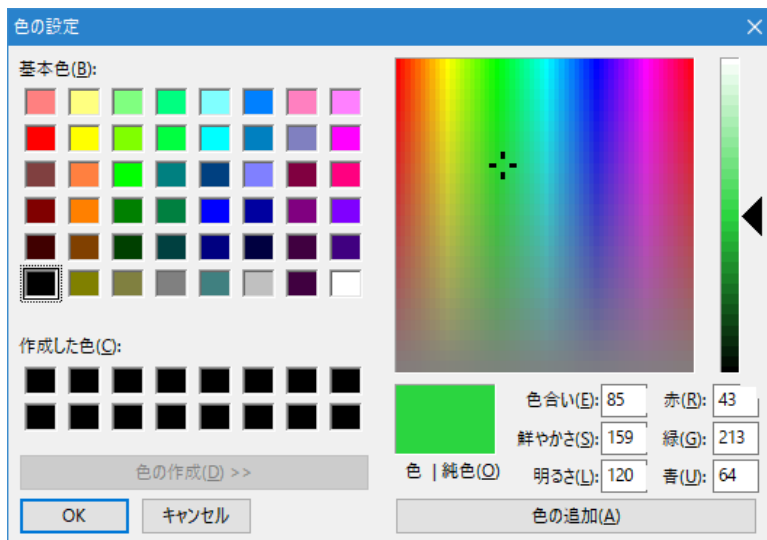 色の設定
基本色(B):
作成した色(C):
色の作成(D) >>
OK
キャンセル
色 | 純色(O)
色合い(E): 85
赤(R): 43
鮮やかさ(S): 159
緑(G): 213
明るさ(L): 120
青(U): 64
色の追加(A)